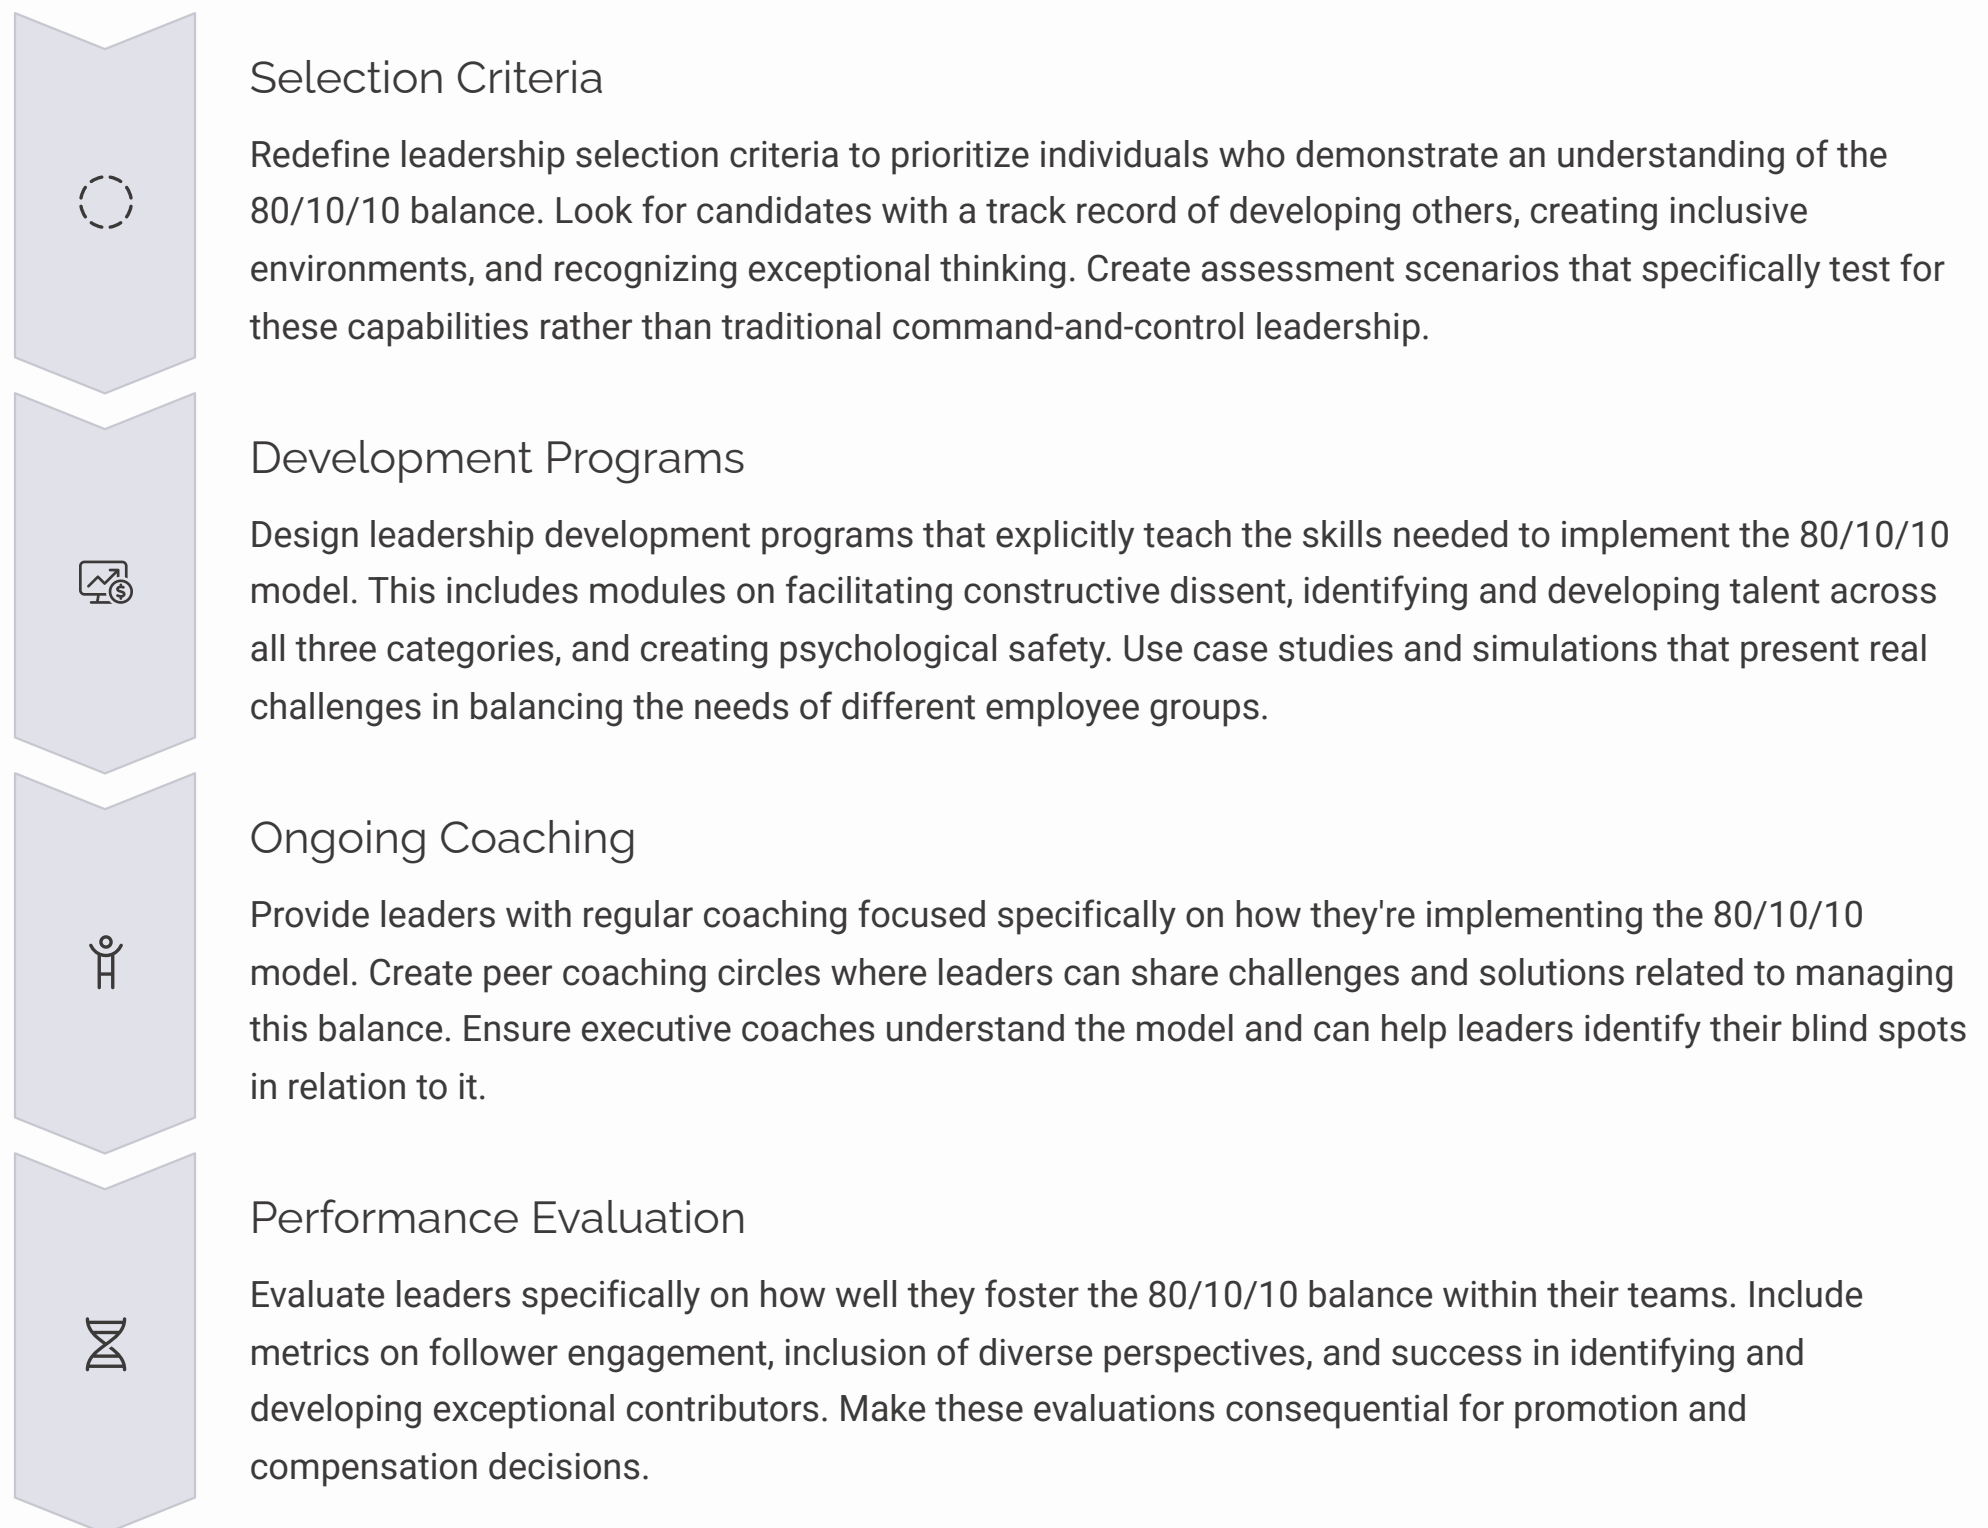 Selection Criteria
Redefine leadership selection criteria to prioritize individuals who demonstrate an understanding of the
80/10/10 balance. Look for candidates with a track record of developing others, creating inclusive
environments, and recognizing exceptional thinking. Create assessment scenarios that specifically test for
these capabilities rather than traditional command-and-control leadership.
Development Programs
Design leadership development programs that explicitly teach the skills needed to implement the 80/10/10
model. This includes modules on facilitating constructive dissent, identifying and developing talent across
all three categories, and creating psychological safety. Use case studies and simulations that present real
challenges in balancing the needs of different employee groups.
Ongoing Coaching
Provide leaders with regular coaching focused specifically on how they're implementing the 80/10/10
model. Create peer coaching circles where leaders can share challenges and solutions related to managing
this balance. Ensure executive coaches understand the model and can help leaders identify their blind spots
in relation to it.
Performance Evaluation
Evaluate leaders specifically on how well they foster the 80/10/10 balance within their teams. Include
metrics on follower engagement, inclusion of diverse perspectives, and success in identifying and
developing exceptional contributors. Make these evaluations consequential for promotion and
compensation decisions.